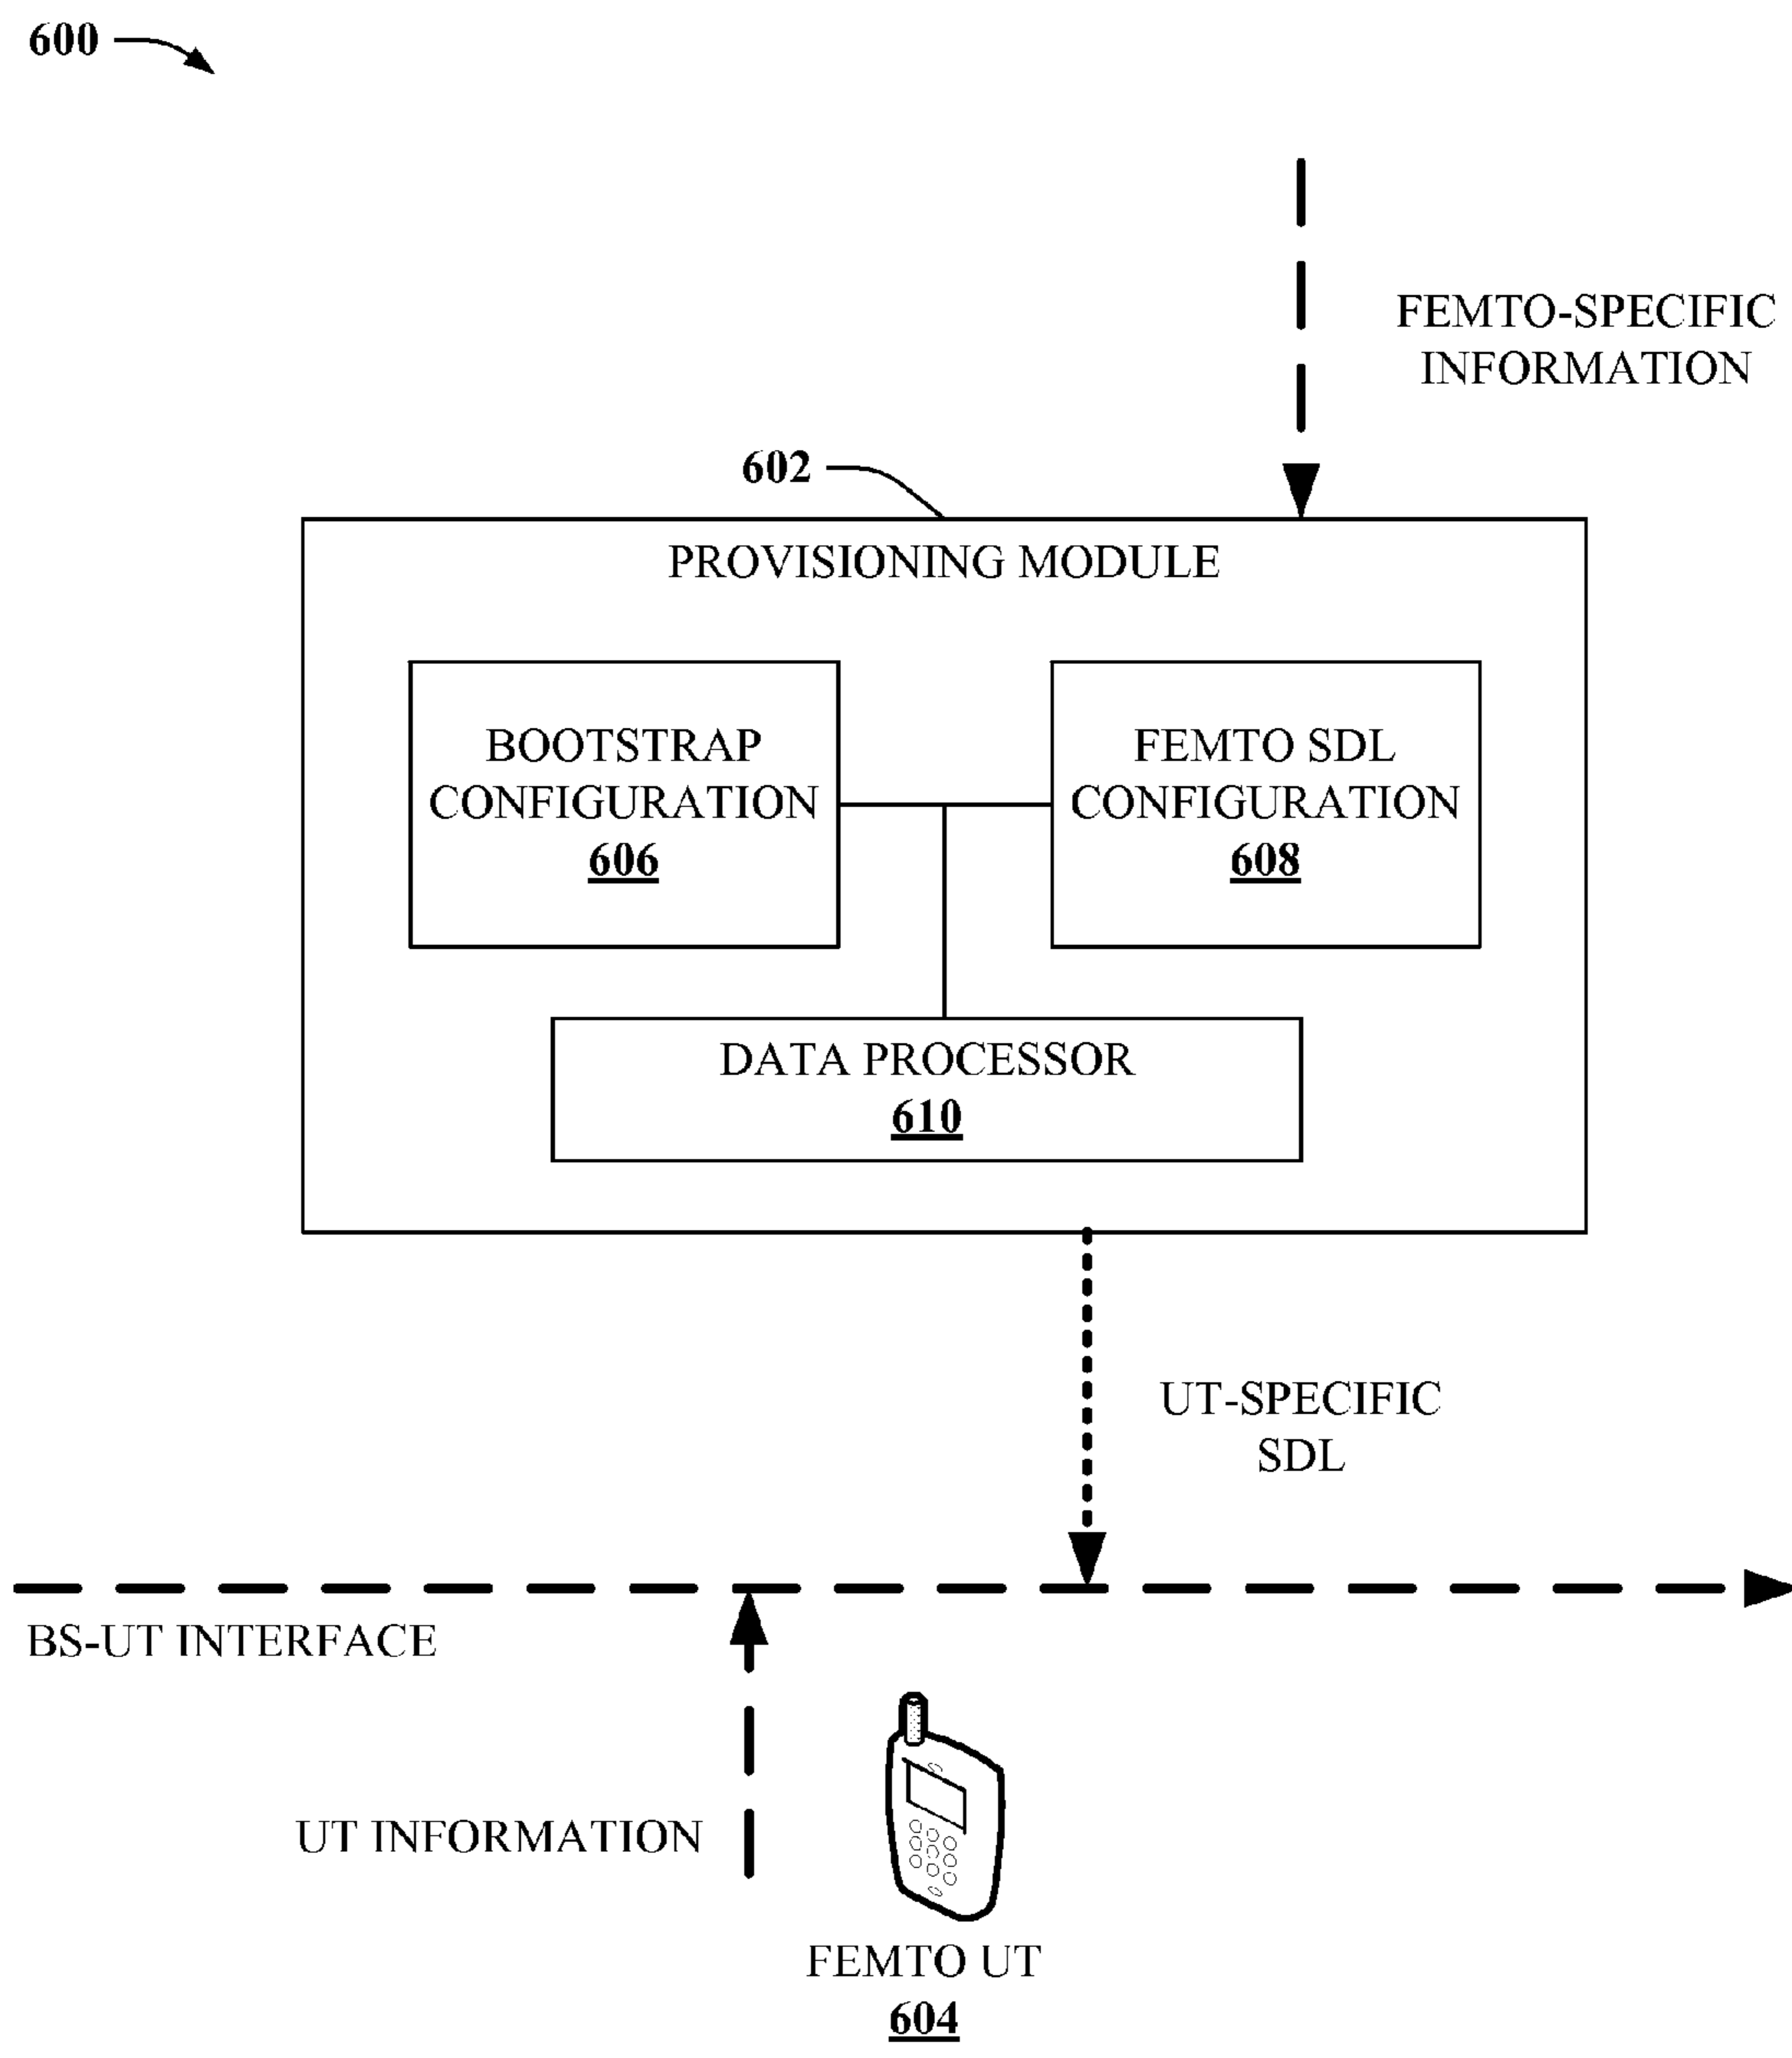 600
FEMTO-SPECIFIC
INFORMATION
602
PROVISIONING MODULE
BOOTSTRAP
CONFIGURATION
606
FEMTO SDL
CONFIGURATION
608
DATA PROCESSOR
610
UT-SPECIFIC
SDL
BS-UT INTERFACE
UT INFORMATION
FEMTO UT
604